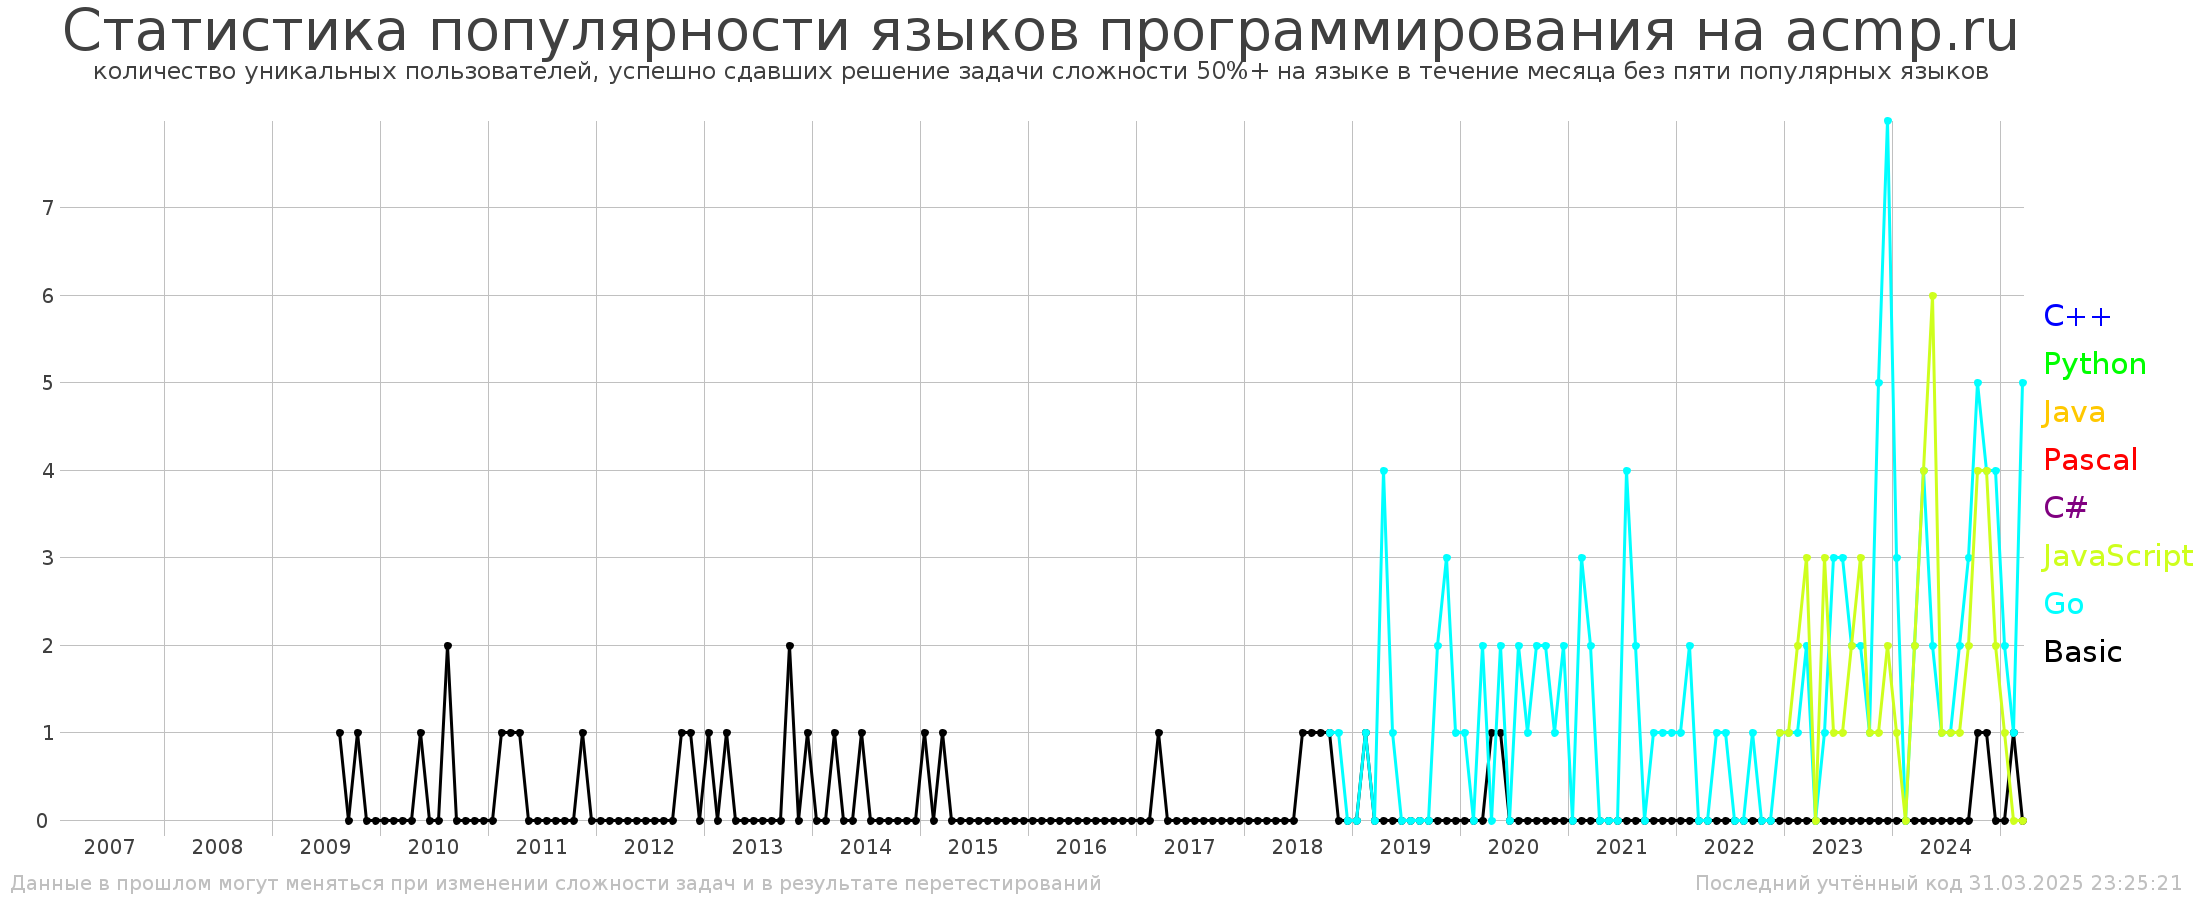 Статистика популярности языков программирования на acmp.ru
количество уникальных пользователей, успешно сдавших решение задачи сложности 50%+ на языке в течение месяца без пяти популярных языков
7
6
5
4
3
2
1
0
C++
Python
Java
Pascal
C#
JavaScript
Go
Basic
2007 2008 2009 2010 2011 2012 2013 2014 2015 2016 2017 2018 2019 2020 2021 2022 2023 2024
Данные в прошлом могут меняться при изменении сложности задач и в результате перетестирований
Последний учтённый код 31.03.2025 23:25:21